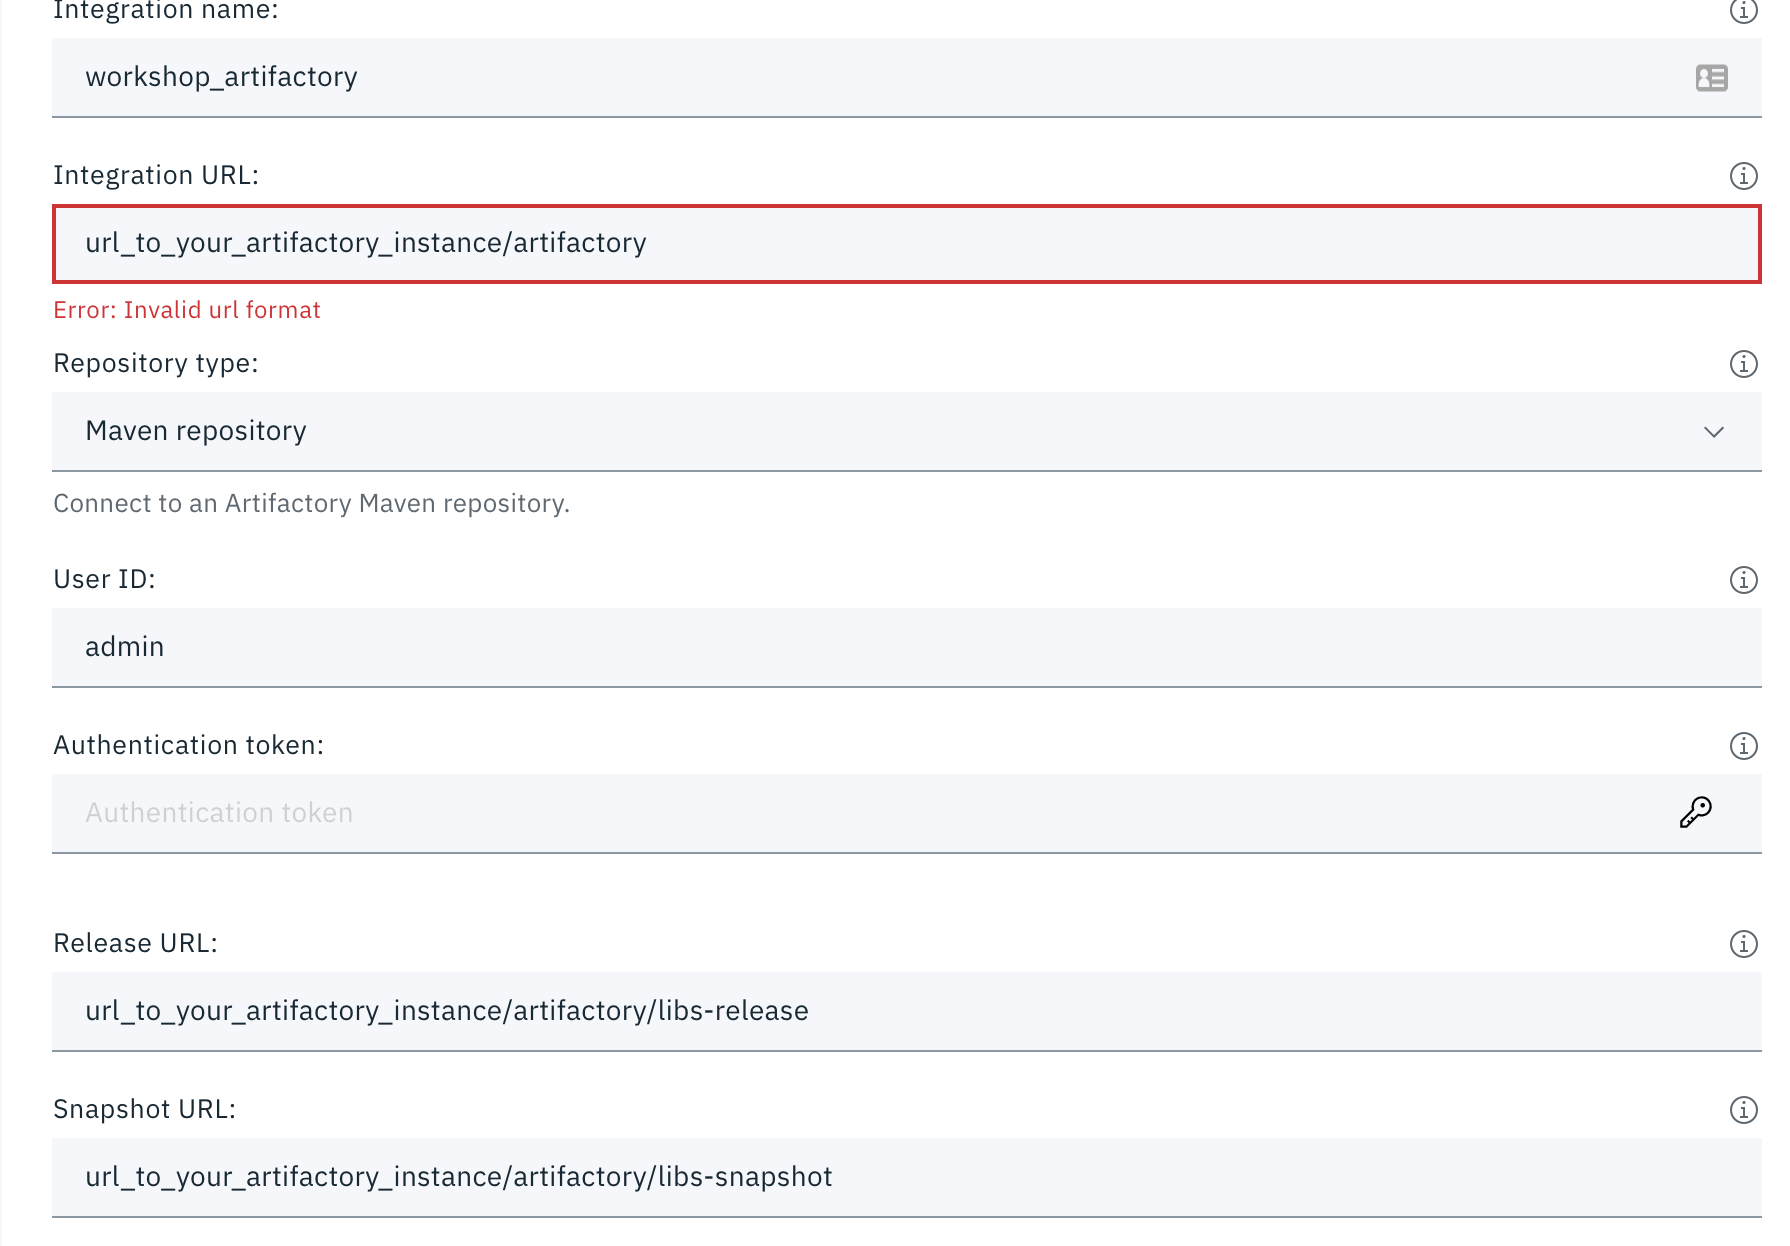 Integration name:
workshop_artifactory
Integration URL:
url_to_your_artifactory_instance/artifactory
Error: Invalid url format
Repository type:
Maven repository
Connect to an Artifactory Maven repository.
User ID:
admin
Authentication token:
Authentication token
Release URL:
url_to_your_artifactory_instance/artifactory/libs-release
Snapshot URL:
url_to_your_artifactory_instance/artifactory/libs-snapshot